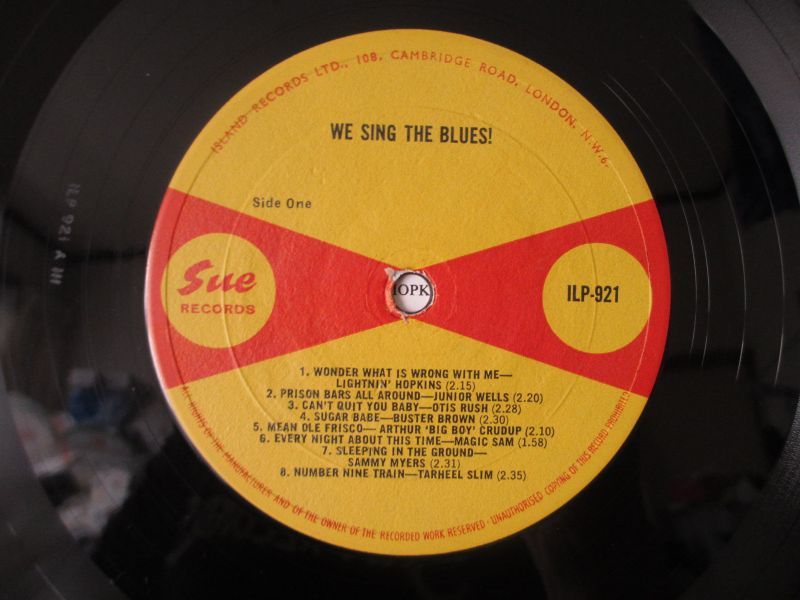 ISLAND RECORDS LTD., 108, CAMBRIDGE ROAD, LONDON, N.W.6.
WE SING THE BLUES!
Side One
Sue
RECORDS
IOPK
ILP-921
1. WONDER WHAT IS WRONG WITH ME—
LIGHTNIN' HOPKINS (2.15)
2. PRISON BARS ALL AROUND—JUNIOR WELLS (2.20)
3. CAN'T QUIT YOU BABY—OTIS RUSH (2.28)
4. SUGAR BABE—BUSTER BROWN (2.30)
5. MEAN OLE FRISCO— ARTHUR 'BIG BOY' CRUDUP (2.10)
6. EVERY NIGHT ABOUT THIS TIME—MAGIC SAM (1.58)
7. SLEEPING IN THE GROUND—
SAMMY MYERS (2.31)
8. NUMBER NINE TRAIN—TARHEEL SLIM (2.35)
ALL RIGHTS OF THE MANUFACTURER AND OF THE OWNER OF THE RECORDED WORK RESERVED · UNAUTHORISED COPYING OF THIS RECORD PROHIBITED
ILP 921 A